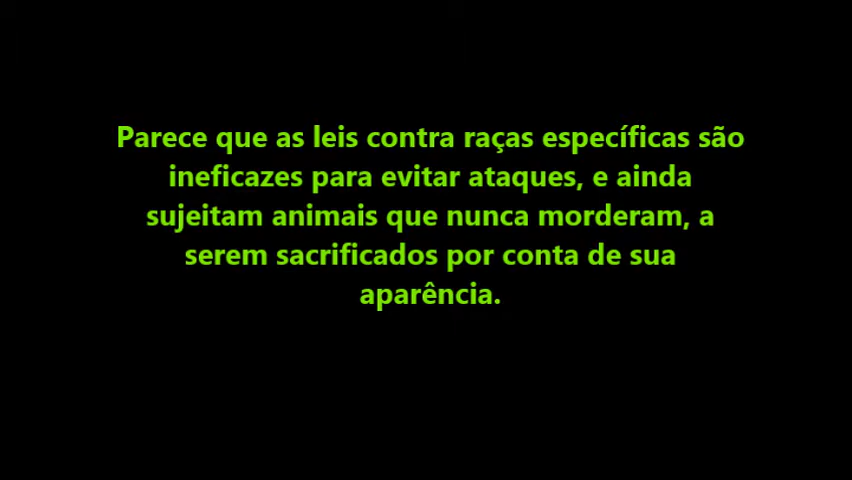 Parece que as leis contra raças específicas são
ineficazes para evitar ataques, e ainda
sujeitam animais que nunca morderam, a
serem sacrificados por conta de sua
aparência.